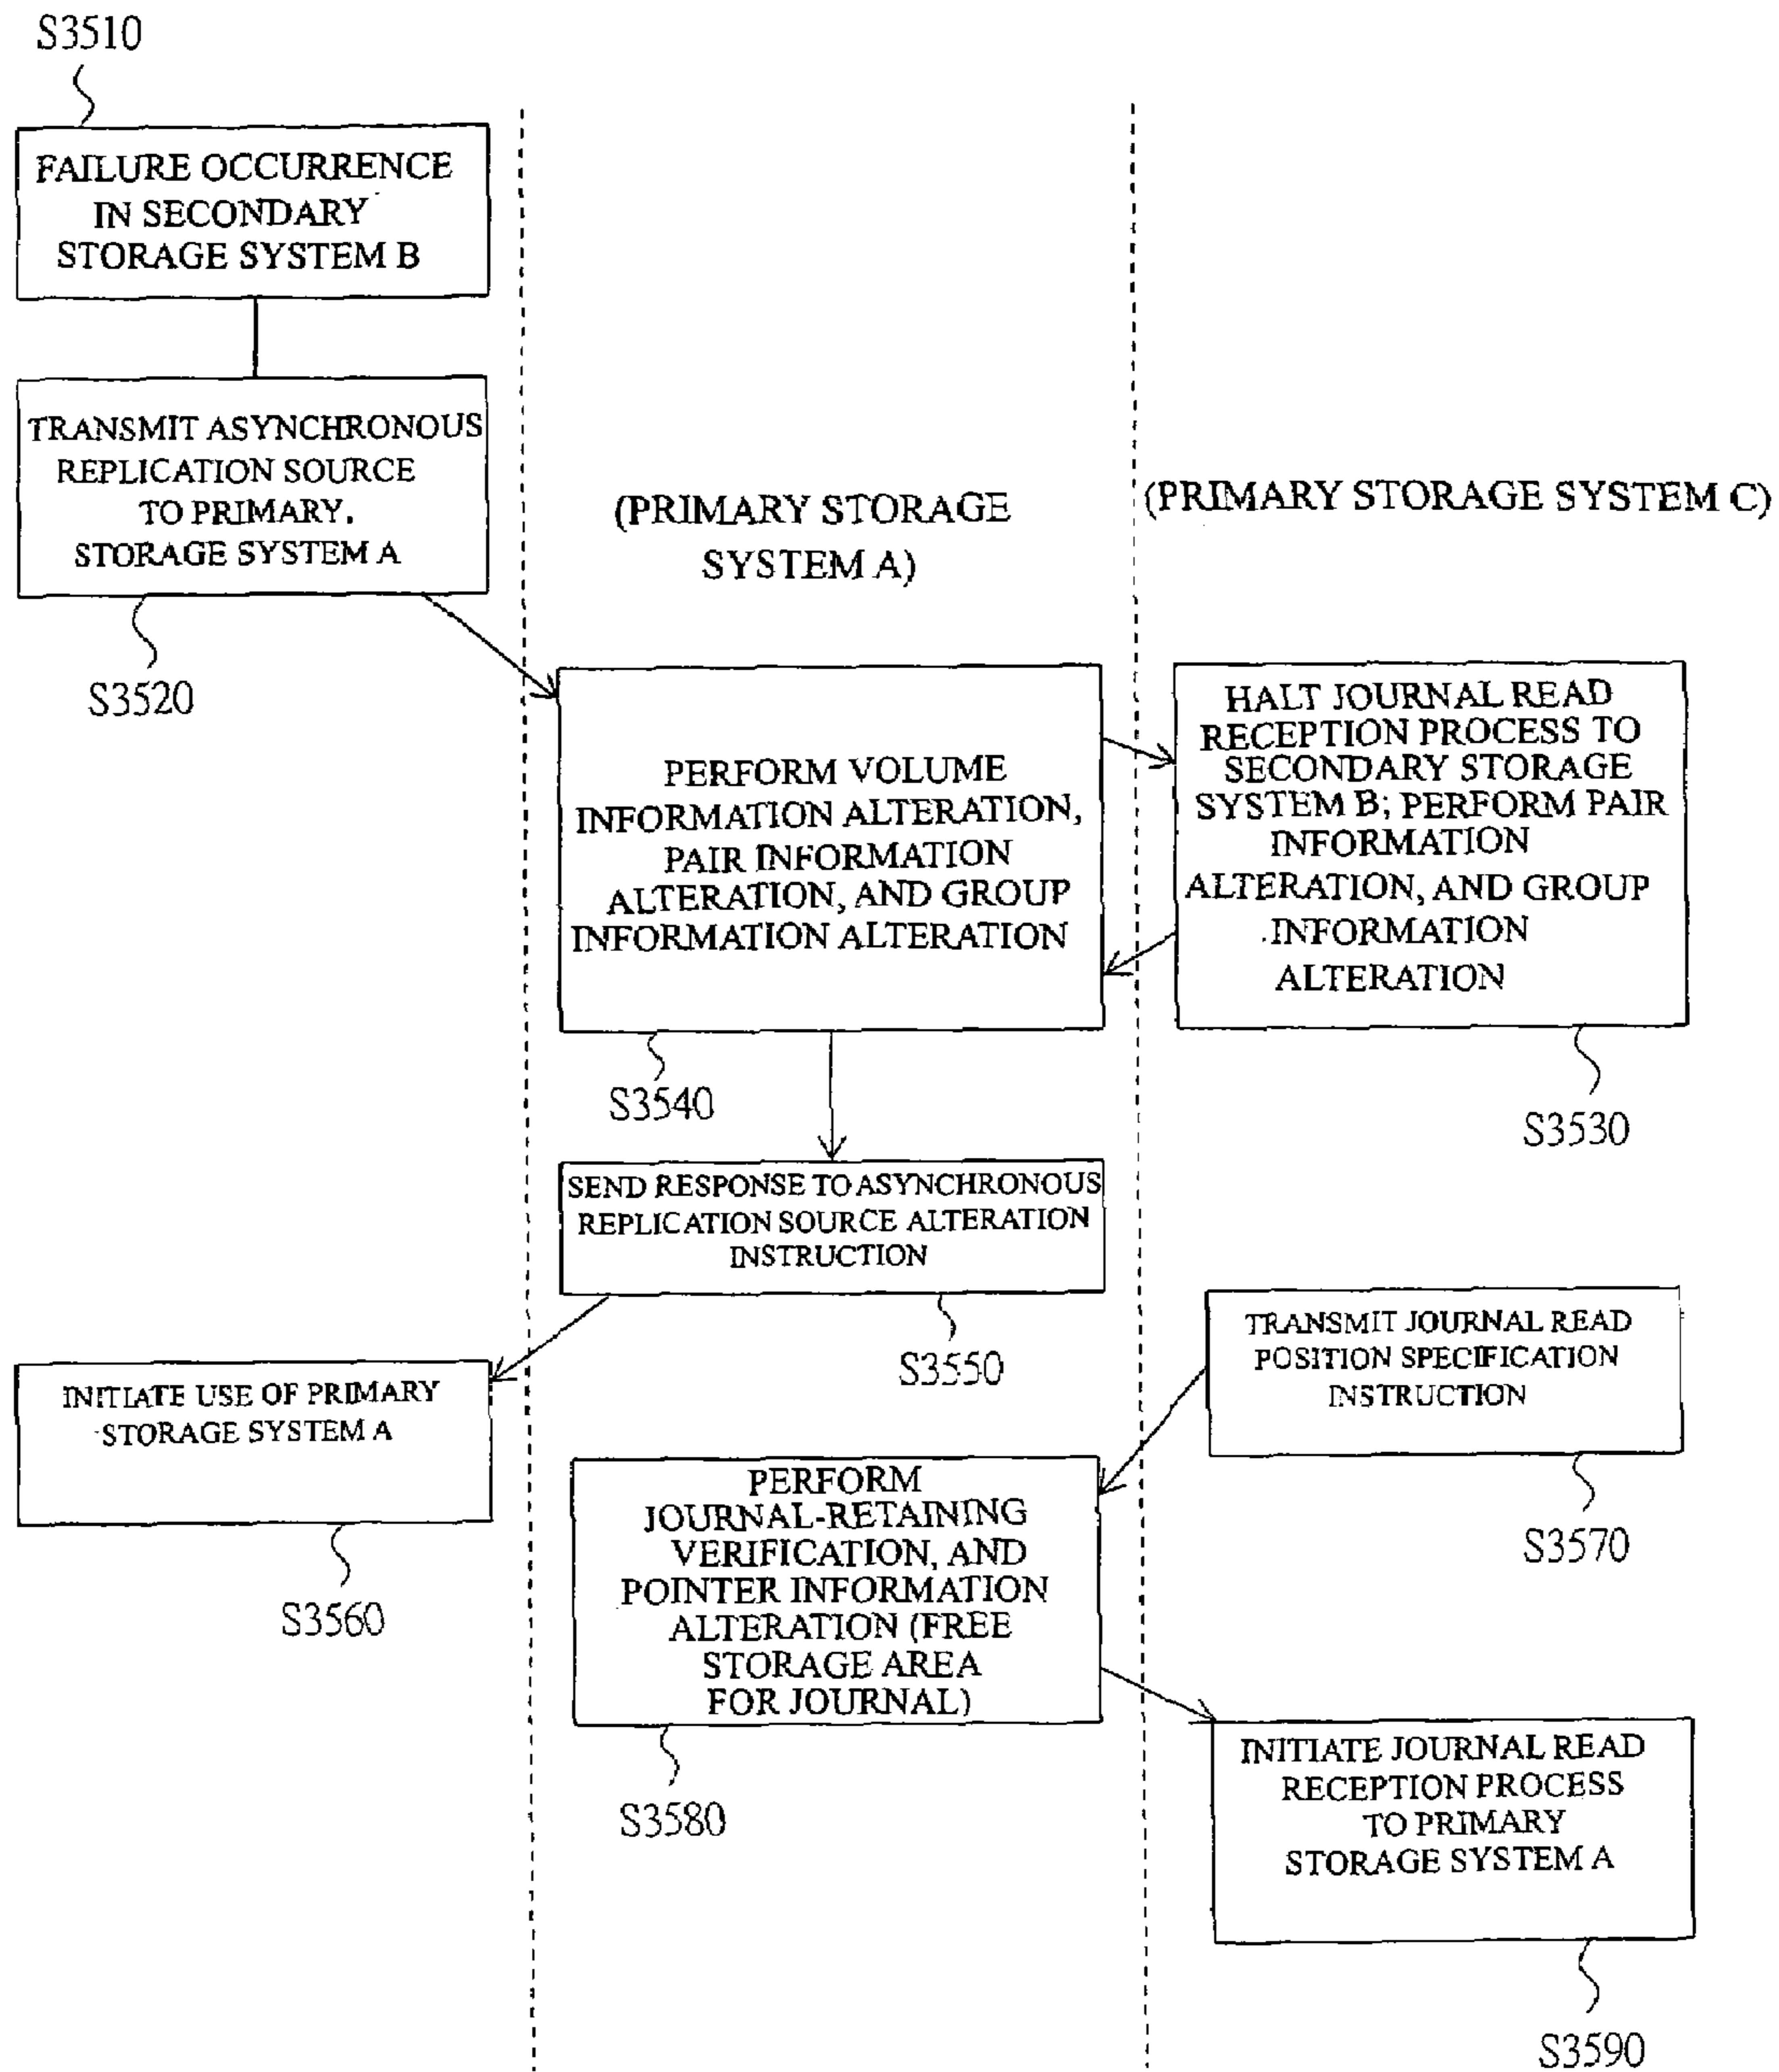 S3510
FAILURE OCCURRENCE
IN SECONDARY
STORAGE SYSTEM B
TRANSMIT ASYNCHRONOUS
REPLICATION SOURCE
TO PRIMARY.
STORAGE SYSTEM A
S3520
(PRIMARY STORAGE
SYSTEM A)
(PRIMARY STORAGE SYSTEM C)
PERFORM VOLUME
INFORMATION ALTERATION,
PAIR INFORMATION
ALTERATION, AND GROUP
INFORMATION ALTERATION
S3540
HALT JOURNAL READ
RECEPTION PROCESS TO
SECONDARY STORAGE
SYSTEM B; PERFORM PAIR
INFORMATION
ALTERATION, AND GROUP
INFORMATION
ALTERATION
S3530
SEND RESPONSE TO ASYNCHRONOUS
REPLICATION SOURCE ALTERATION
INSTRUCTION
S3550
INITIATE USE OF PRIMARY
STORAGE SYSTEM A
S3560
TRANSMIT JOURNAL READ
POSITION SPECIFICATION
INSTRUCTION
S3570
PERFORM
JOURNAL-RETAINING
VERIFICATION, AND
POINTER INFORMATION
ALTERATION (FREE
STORAGE AREA
FOR JOURNAL)
S3580
INITIATE JOURNAL READ
RECEPTION PROCESS
TO PRIMARY
STORAGE SYSTEM A
S3590